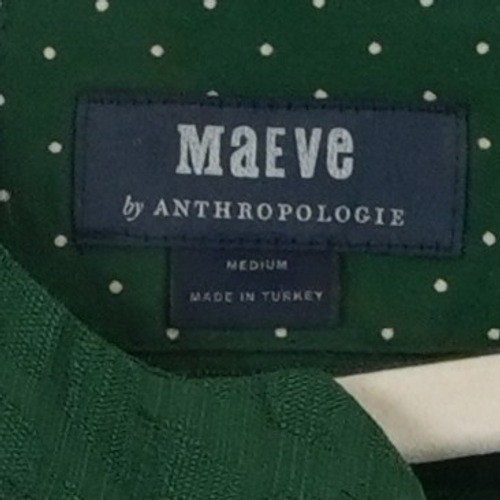 MaEVe
by ANTHROPOLOGIE
MEDIUM
MADE IN TURKEY